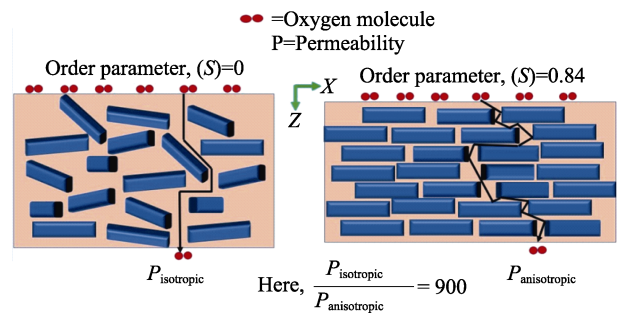 =Oxygen molecule
P=Permeability
Order parameter, (S)=0
X
Z
Order parameter, (S)=0.84
Pisotropic
Here, Pisotropic / Panisotropic = 900
Panisotropic